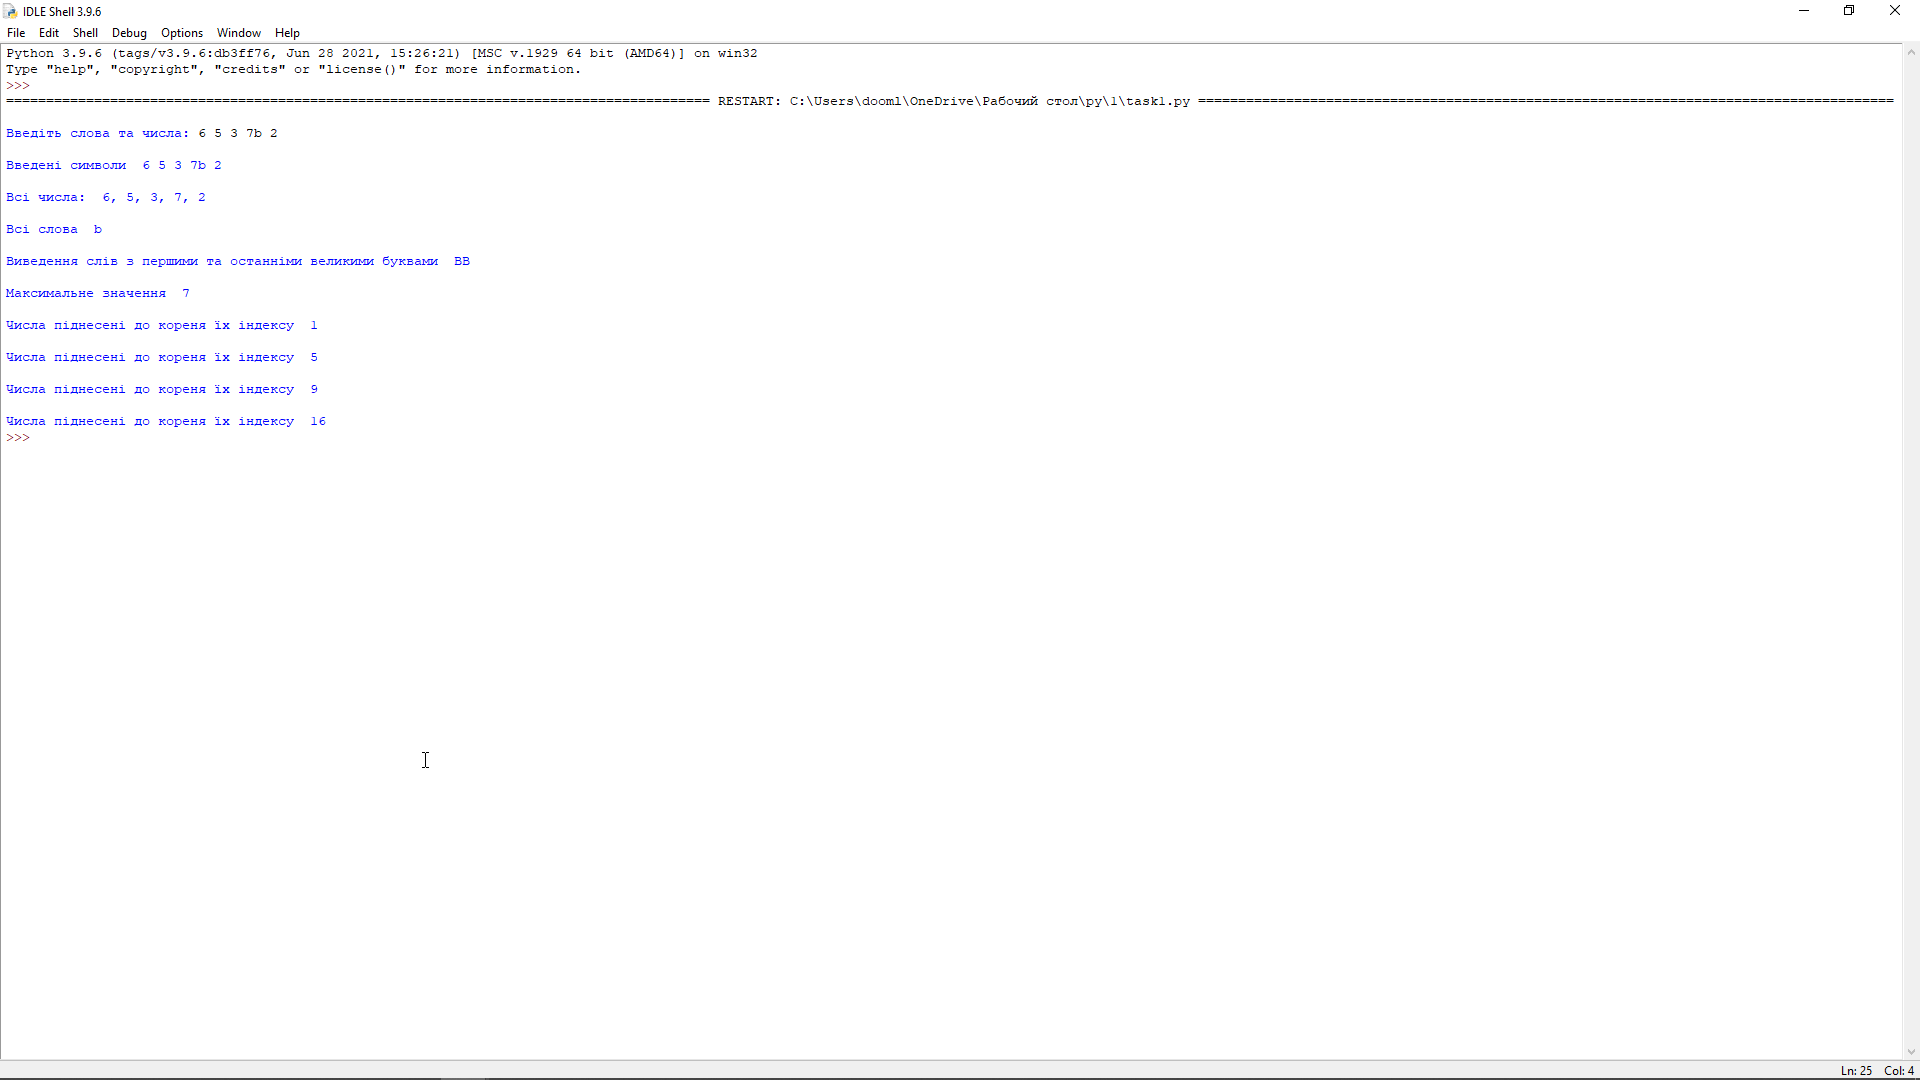 IDLE Shell 3.9.6
File Edit Shell Debug Options Window Help
Python 3.9.6 (tags/v3.9.6:db3ff76, Jun 28 2021, 15:26:21) [MSC v.1929 64 bit (AMD64)] on win32
Type "help", "copyright", "credits" or "license()" for more information.
>>>
======================================================================================== RESTART: C:\Users\dooml\OneDrive\Рабочий стол\py\1\task1.py =======================================================================================
Введіть слова та числа: 6 5 3 7b 2
Введені символи  6 5 3 7b 2
Всі числа:  6, 5, 3, 7, 2
Всі слова  b
Виведення слів з першими та останніми великими буквами  BB
Максимальне значення  7
Числа піднесені до кореня їх індексу  1
Числа піднесені до кореня їх індексу  5
Числа піднесені до кореня їх індексу  9
Числа піднесені до кореня їх індексу  16
>>>
Ln: 25 Col: 4